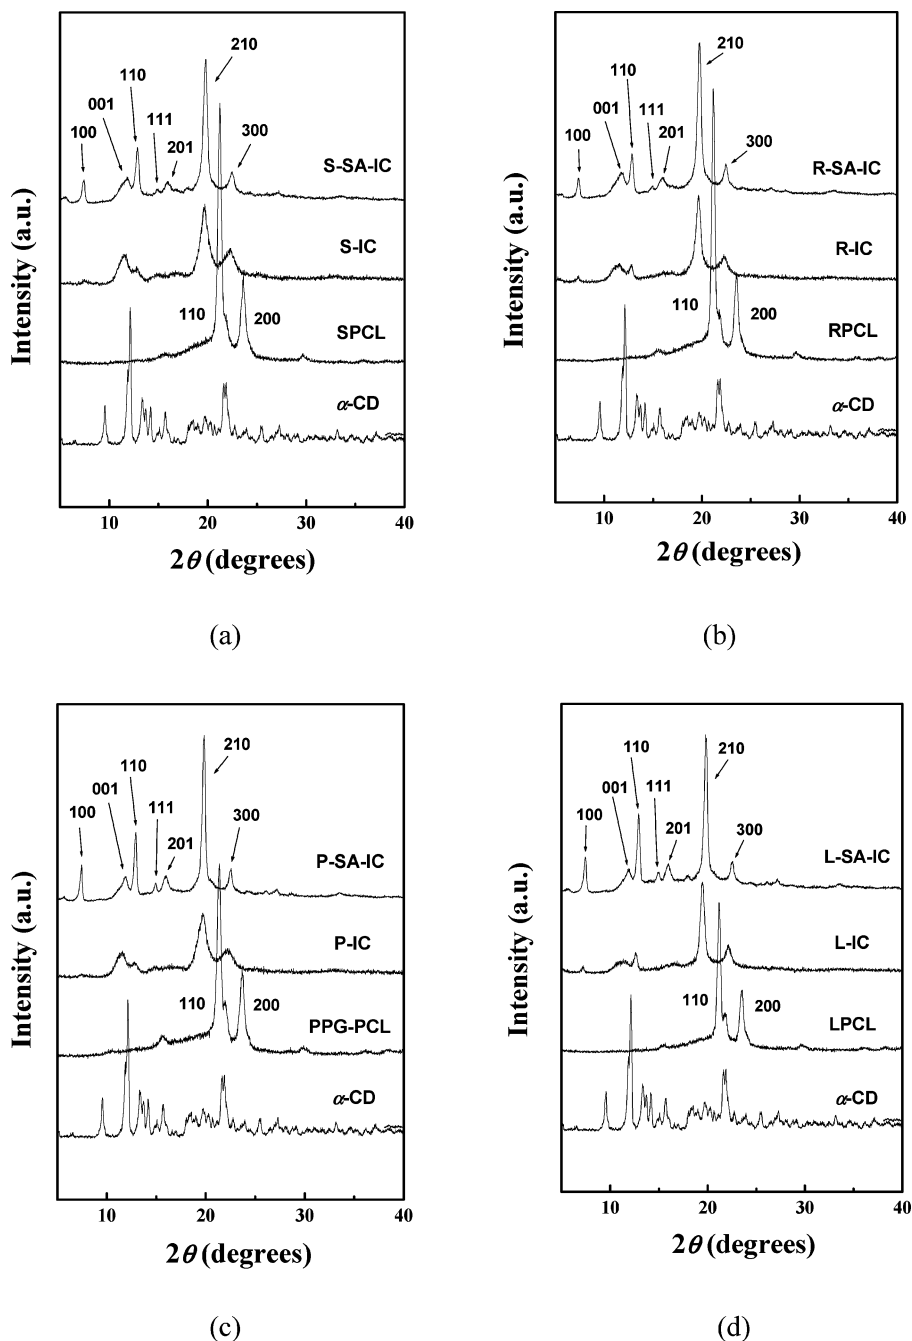 210
110
001
111
100
201
300
S-SA-IC
S-IC
110
200
SPCL
α-CD
Intensity (a.u.)
10 20 30 40
2θ (degrees)
(a)
210
110
001
111
100
201
300
R-SA-IC
R-IC
110
200
RPCL
α-CD
Intensity (a.u.)
10 20 30 40
2θ (degrees)
(b)
210
110
001
111
100
201
300
P-SA-IC
P-IC
110
200
PPG-PCL
α-CD
Intensity (a.u.)
10 20 30 40
2θ (degrees)
(c)
210
110
001
111
100
201
300
L-SA-IC
L-IC
110
200
LPCL
α-CD
Intensity (a.u.)
10 20 30 40
2θ (degrees)
(d)